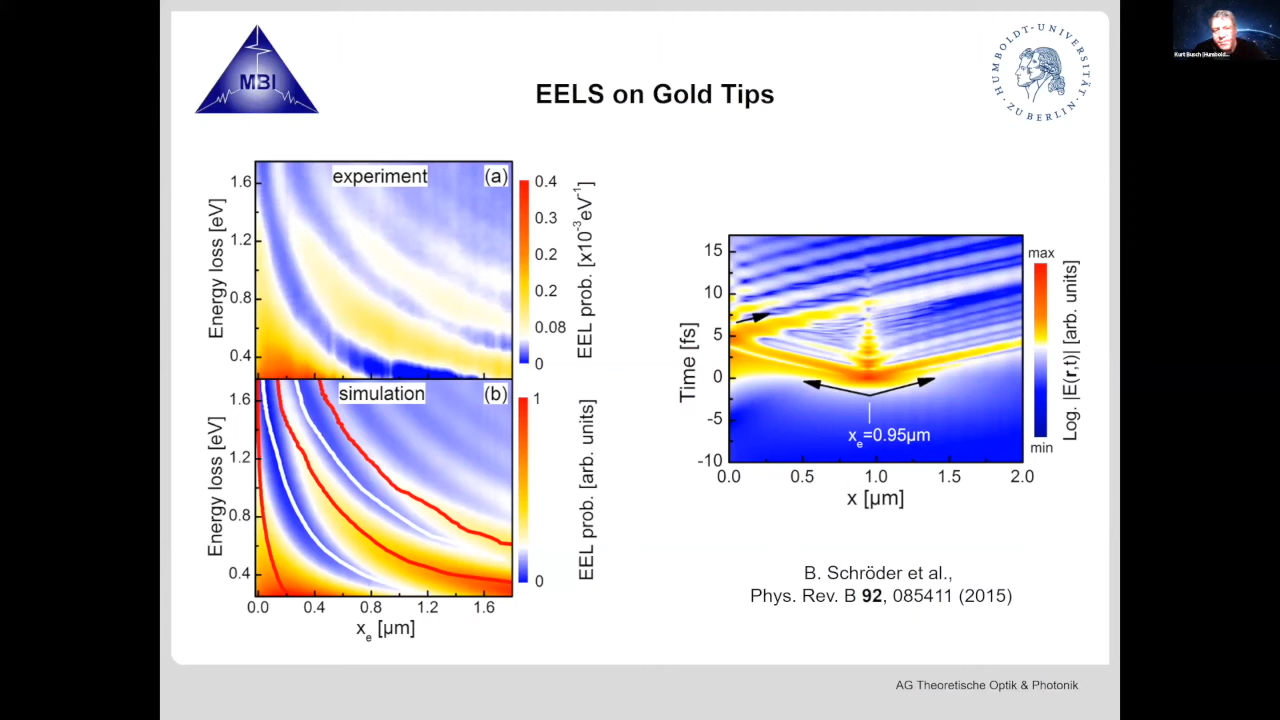 Kurt Busch (Humbold...
MBI
HUMBOLDT-UNIVERSITÄT ZU BERLIN
EELS on Gold Tips
experiment (a)
1.6
1.2
0.8
0.4
Energy loss [eV]
0.4
0.3
0.2
0.2
0.08
0
EEL prob. [x10⁻³eV⁻¹]
simulation (b)
1.6
1.2
0.8
0.4
Energy loss [eV]
1
0
EEL prob. [arb. units]
0.0 0.4 0.8 1.2 1.6
xₑ [µm]
15
10
5
0
-5
-10
Time [fs]
xₑ=0.95µm
0.0 0.5 1.0 1.5 2.0
x [µm]
max
min
Log. |E(r,t)| [arb. units]
B. Schröder et al.,
Phys. Rev. B 92, 085411 (2015)
AG Theoretische Optik & Photonik